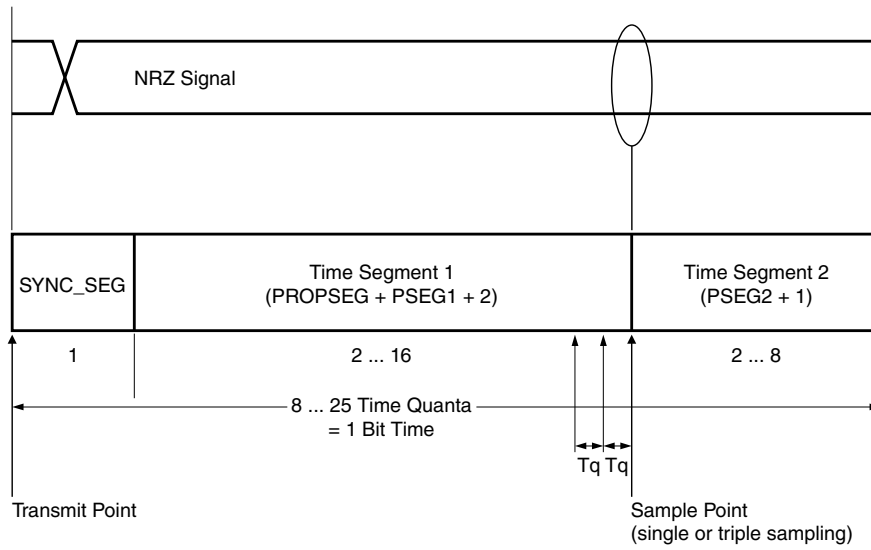 NRZ Signal
SYNC_SEG
Time Segment 1
(PROPSEG + PSEG1 + 2)
Time Segment 2
(PSEG2 + 1)
1
2 ... 16
2 ... 8
8 ... 25 Time Quanta
= 1 Bit Time
Tq Tq
Transmit Point
Sample Point
(single or triple sampling)